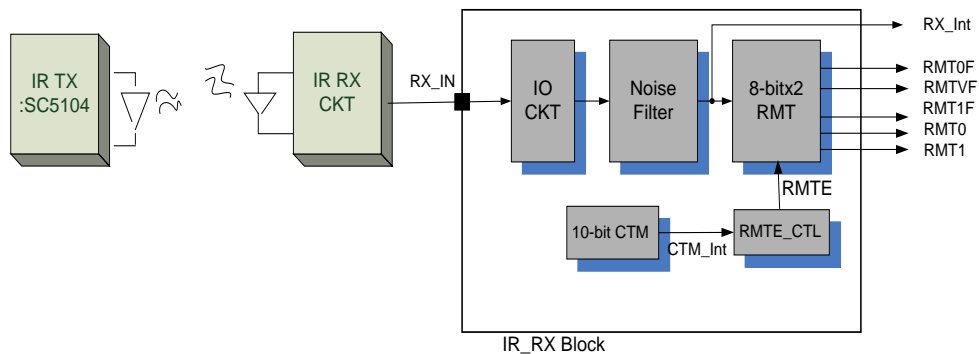 IR TX
:SC5104
IR RX
CKT
RX_IN
IO
CKT
Noise
Filter
8-bitx2
RMT
RX_Int
RMT0F
RMTVF
RMT1F
RMT0
RMT1
RMTE
10-bit CTM
CTM_Int
RMTE_CTL
IR_RX Block